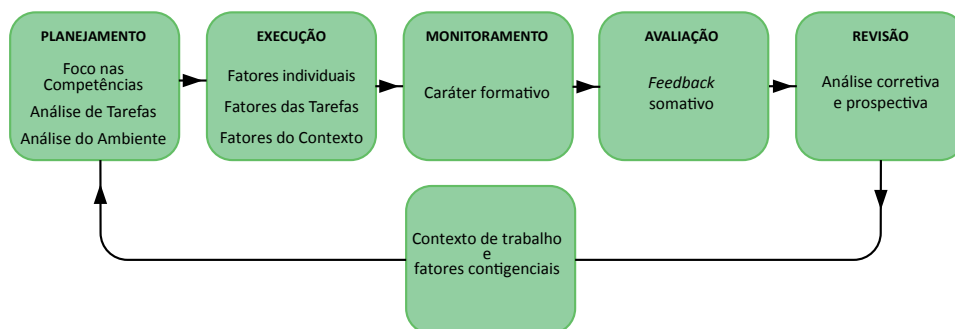 PLANEJAMENTO
Foco nas
Competências
Análise de Tarefas
Análise do Ambiente
EXECUÇÃO
Fatores individuais
Fatores das Tarefas
Fatores do Contexto
MONITORAMENTO
Caráter formativo
AVALIAÇÃO
Feedback
somativo
REVISÃO
Análise corretiva
e prospectiva
Contexto de trabalho
e
fatores contigenciais